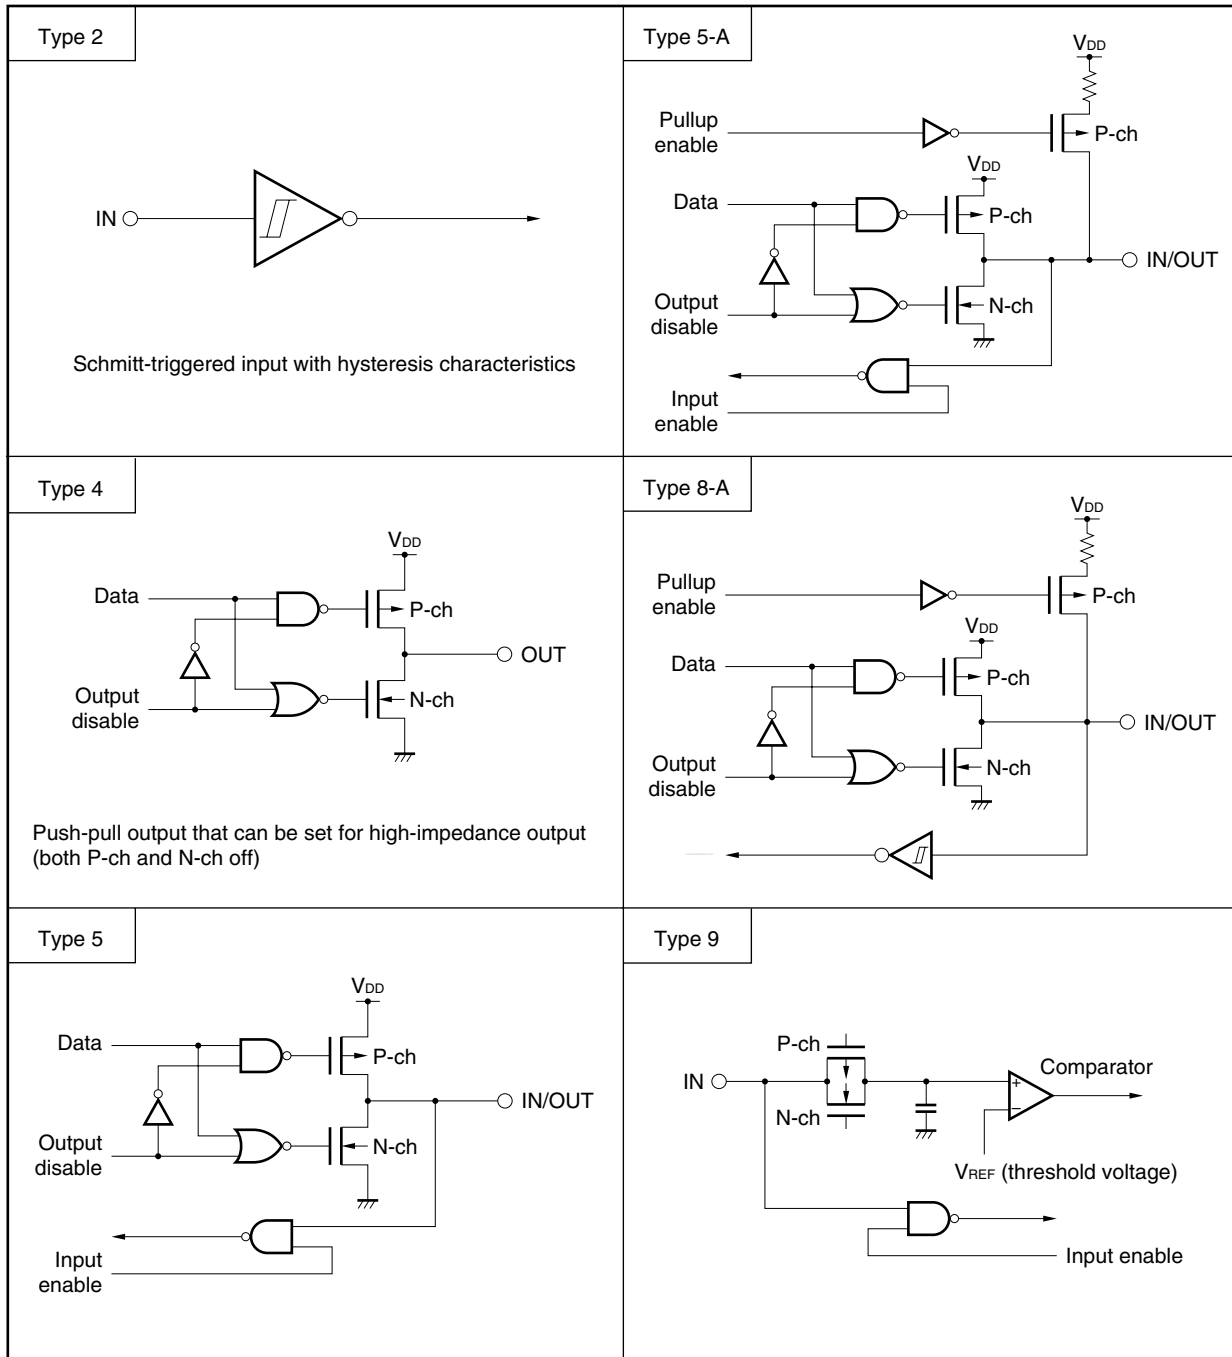 Type 2
IN
Schmitt-triggered input with hysteresis characteristics
Type 5-A
VDD
Pullup
enable
P-ch
VDD
Data
P-ch
IN/OUT
Output
disable
N-ch
Input
enable
Type 4
VDD
Data
P-ch
OUT
Output
disable
N-ch
Push-pull output that can be set for high-impedance output
(both P-ch and N-ch off)
Type 8-A
VDD
Pullup
enable
P-ch
VDD
Data
P-ch
IN/OUT
Output
disable
N-ch
Type 5
VDD
Data
P-ch
IN/OUT
Output
disable
N-ch
Input
enable
Type 9
P-ch
IN
N-ch
Comparator
+
−
VREF (threshold voltage)
Input enable